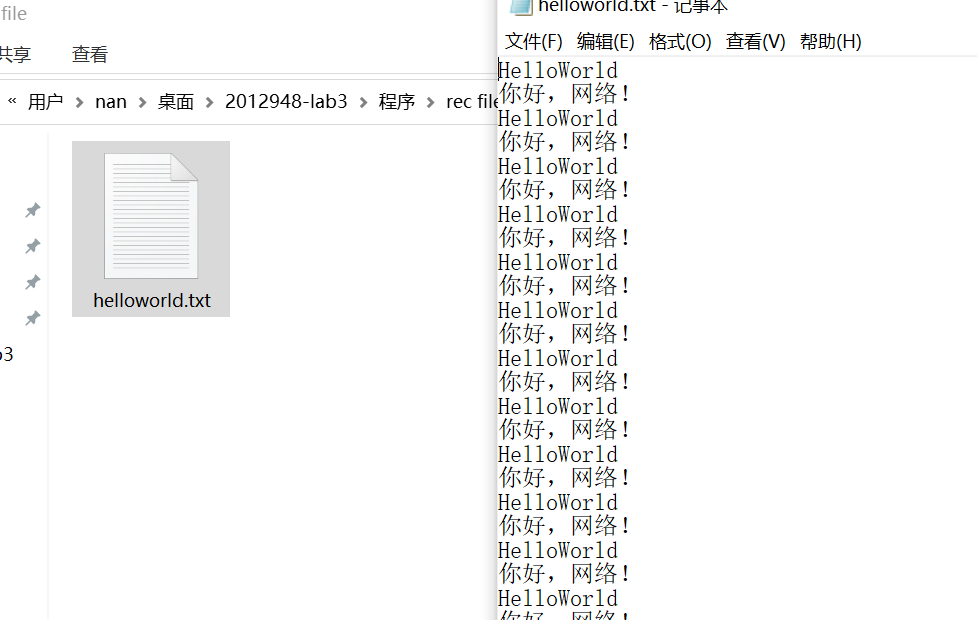 file
共享 查看
« 用户 > nan > 桌面 > 2012948-lab3 > 程序 > rec file
helloworld.txt
helloworld.txt - 记事本
文件(F) 编辑(E) 格式(O) 查看(V) 帮助(H)
HelloWorld
你好，网络！
HelloWorld
你好，网络！
HelloWorld
你好，网络！
HelloWorld
你好，网络！
HelloWorld
你好，网络！
HelloWorld
你好，网络！
HelloWorld
你好，网络！
HelloWorld
你好，网络！
HelloWorld
你好，网络！
HelloWorld
你好，网络！
HelloWorld
你好，网络！
HelloWorld
你好，网络！